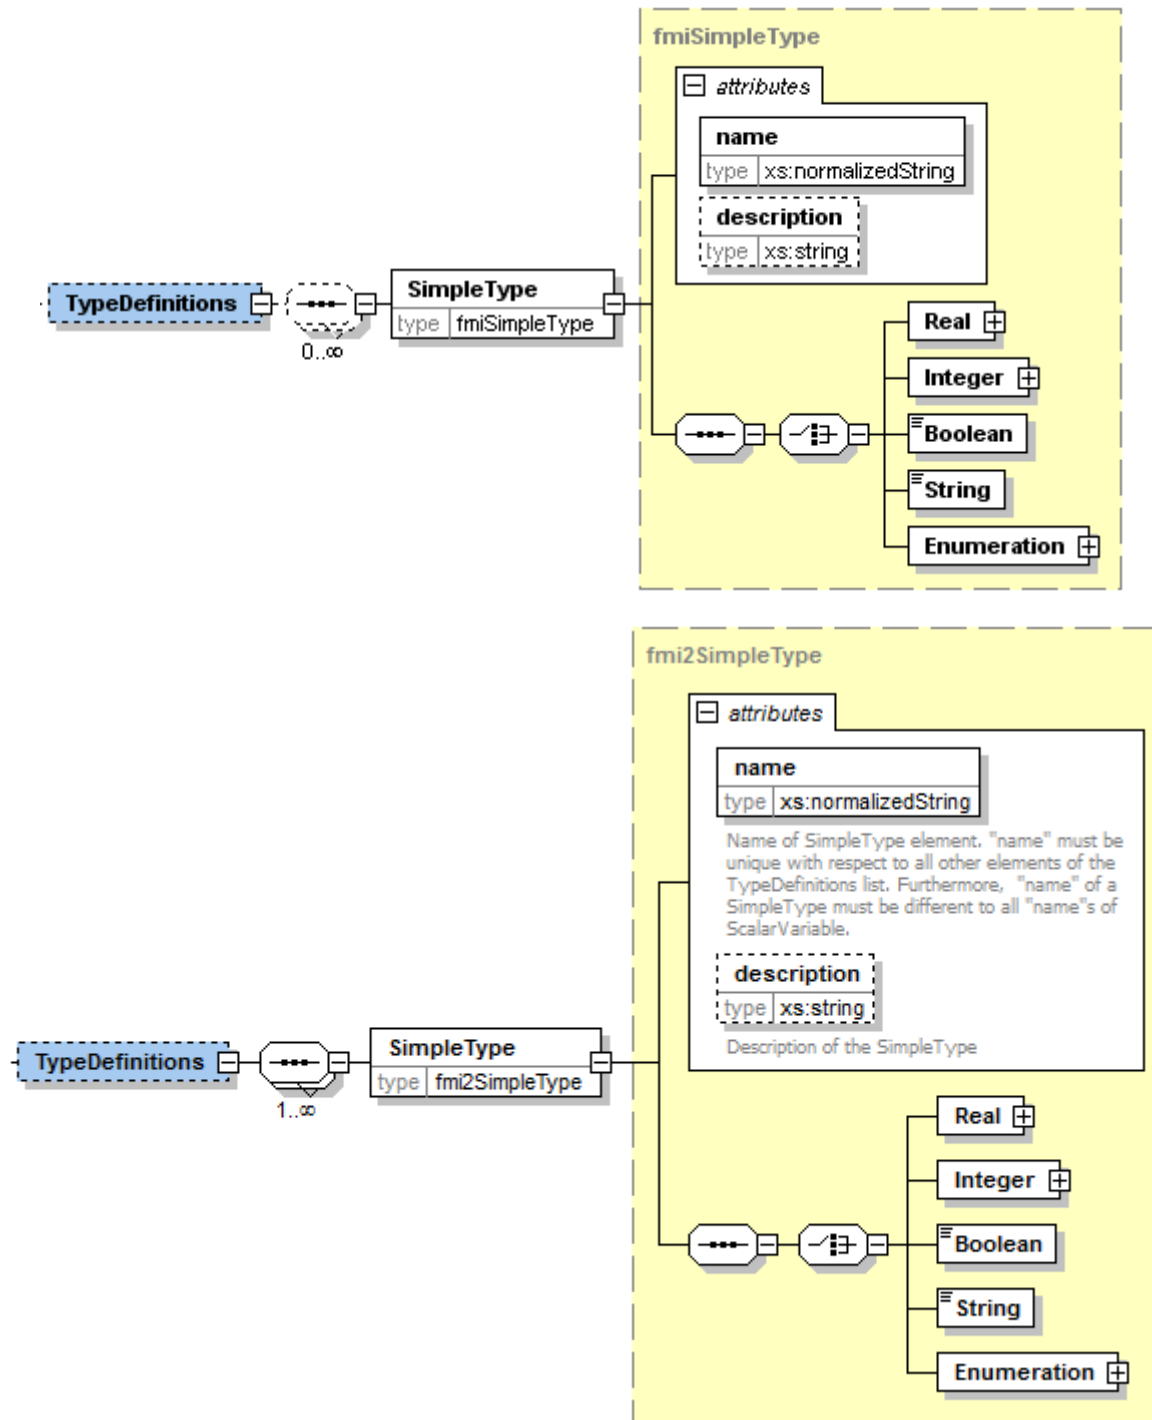 fmiSimpleType
attributes
name
type xs:normalizedString
description
type xs:string
TypeDefinitions
0..∞
SimpleType
type fmiSimpleType
Real
Integer
Boolean
String
Enumeration
fmi2SimpleType
attributes
name
type xs:normalizedString
Name of SimpleType element. "name" must be
unique with respect to all other elements of the
TypeDefinitions list. Furthermore, "name" of a
SimpleType must be different to all "name"s of
ScalarVariable.
description
type xs:string
Description of the SimpleType
TypeDefinitions
1..∞
SimpleType
type fmi2SimpleType
Real
Integer
Boolean
String
Enumeration